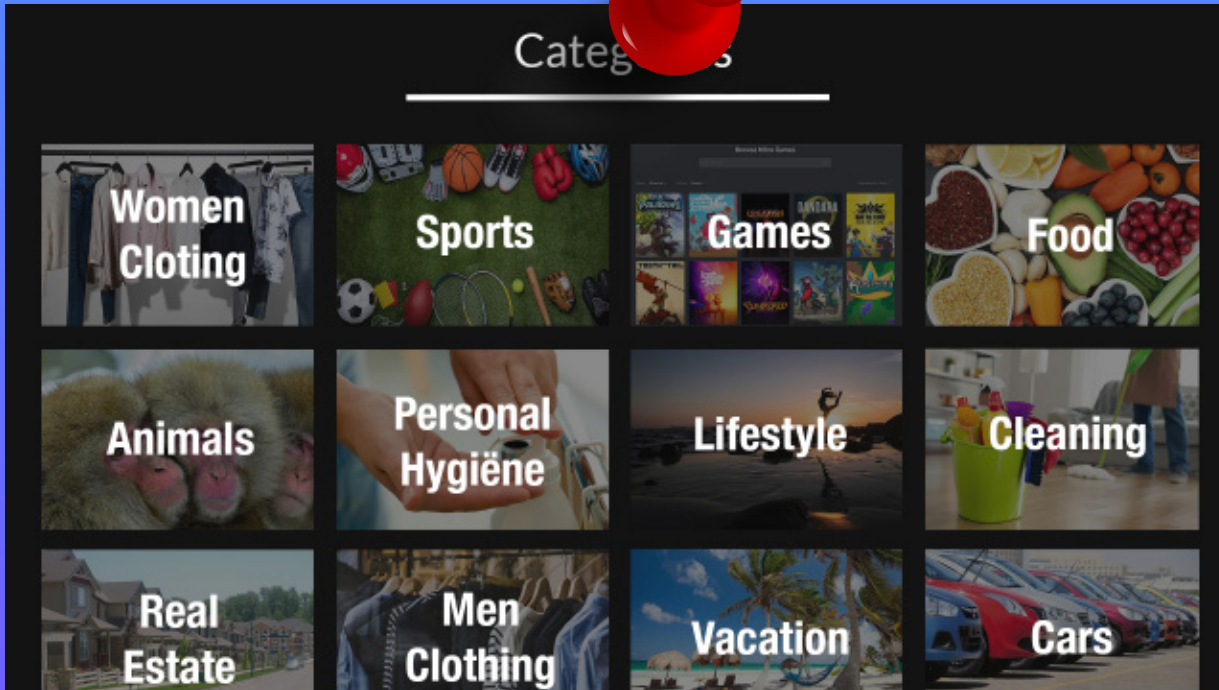 Women
Cloting
Sports
Games
Food
Animals
Personal
Hygiëne
Lifestyle
Cleaning
Real
Estate
Men
Clothing
Vacation
Cars